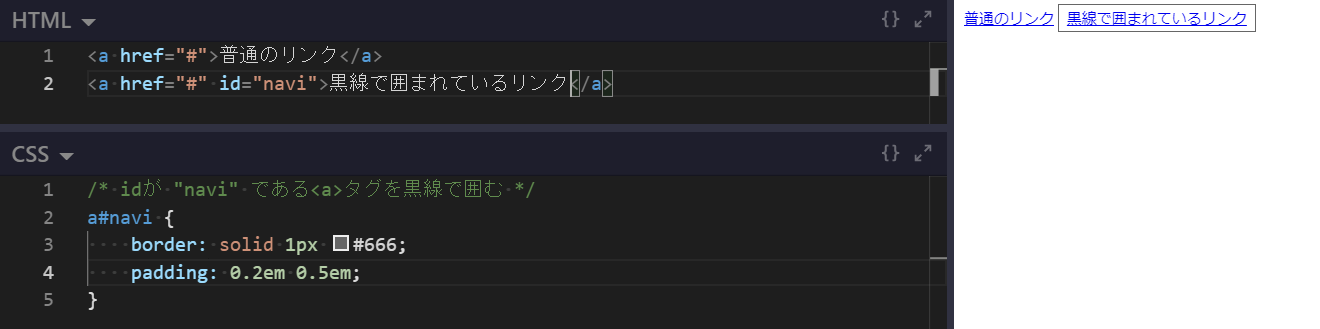 HTML
1 <a href="#">普通のリンク</a>
2 <a href="#" id="navi">黒線で囲まれているリンク</a>
CSS
1 /* idが "navi" である<a>タグを黒線で囲む */
2 a#navi {
3 border: solid 1px #666;
4 padding: 0.2em 0.5em;
5 }
普通のリンク 黒線で囲まれているリンク